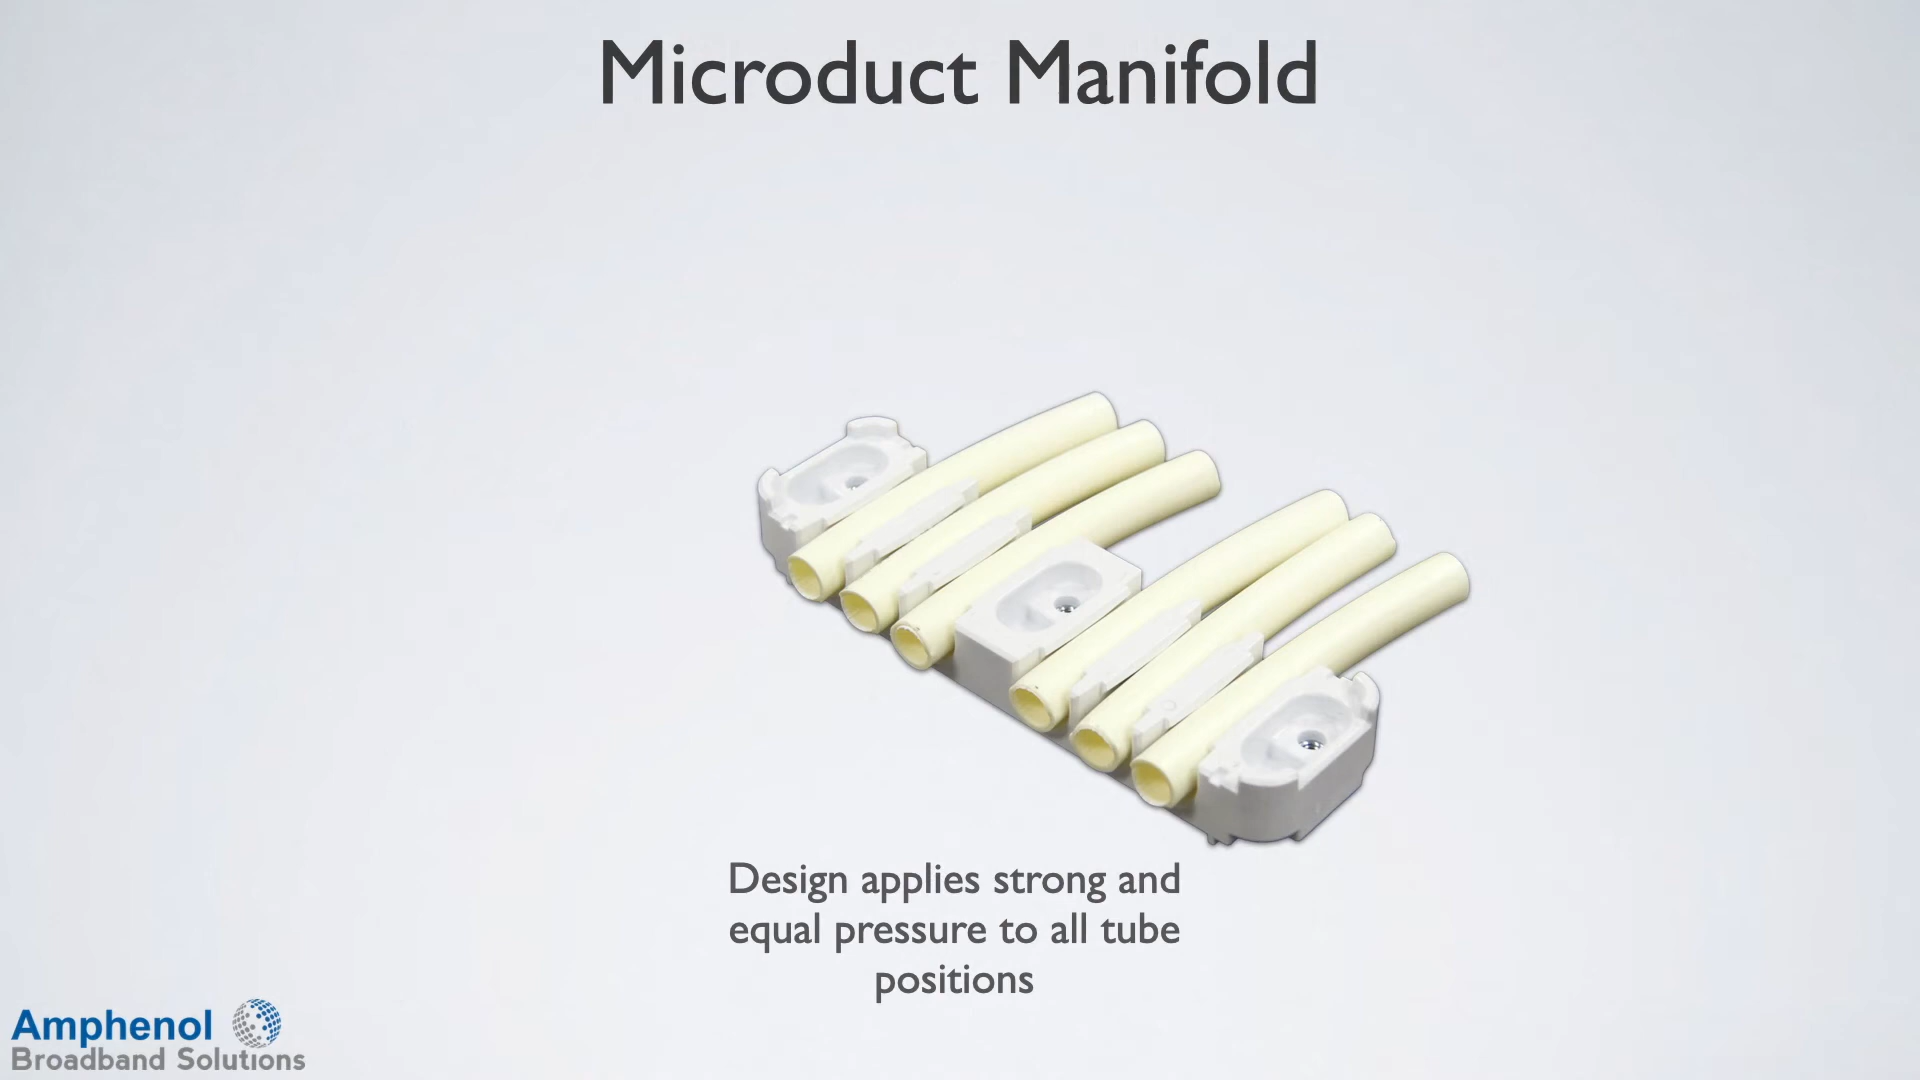 Microduct Manifold
Design applies strong and
equal pressure to all tube
positions
Amphenol
Broadband Solutions